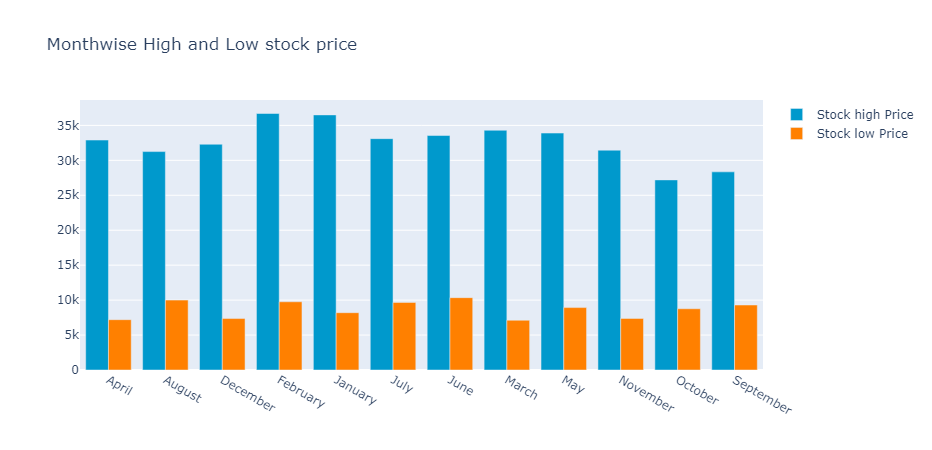 Monthwise High and Low stock price
Stock high Price
Stock low Price
35k
30k
25k
20k
15k
10k
5k
0
April
August
December
February
January
July
June
March
May
November
October
September